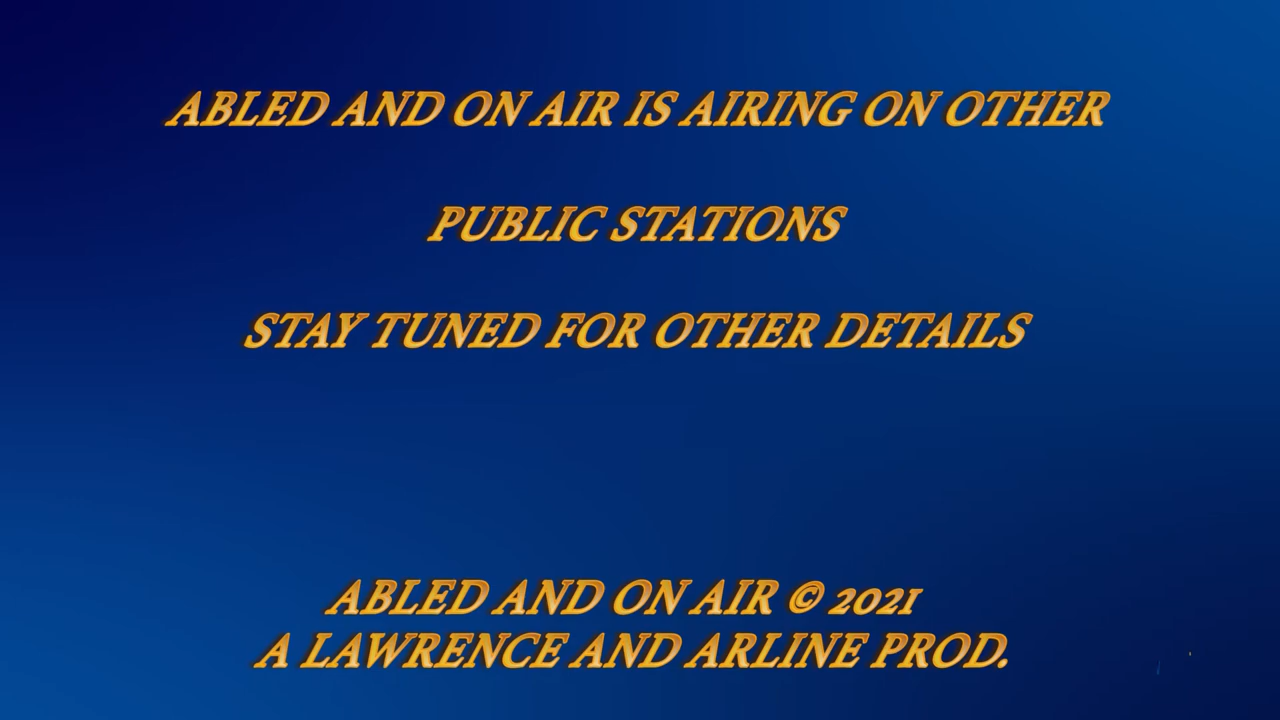 ABLED AND ON AIR IS AIRING ON OTHER
PUBLIC STATIONS
STAY TUNED FOR OTHER DETAILS
ABLED AND ON AIR © 2021
A LAWRENCE AND ARLINE PROD.